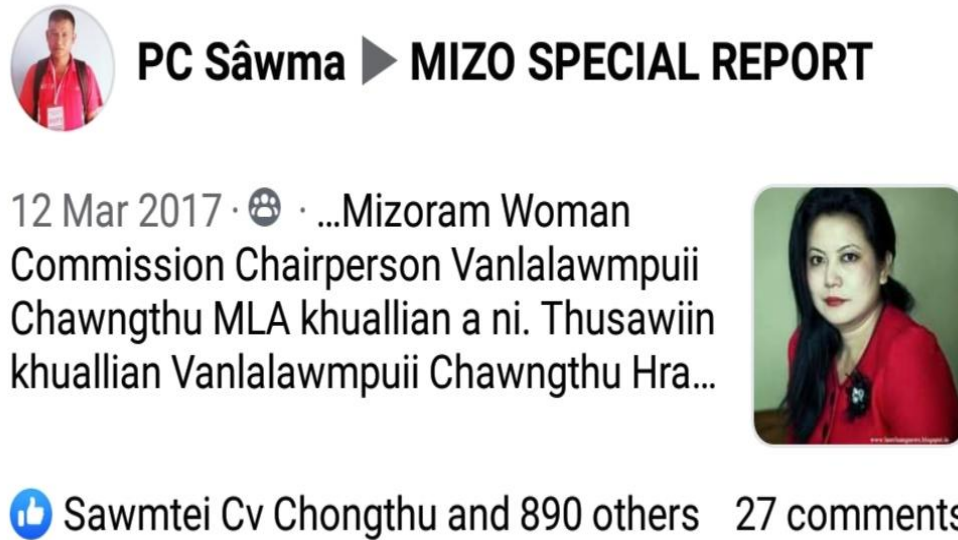 PC Sâwma ▶ MIZO SPECIAL REPORT
12 Mar 2017 · · ...Mizoram Woman
Commission Chairperson Vanlalawmpuii
Chawngthu MLA khuallian a ni. Thusawiin
khuallian Vanlalawmpuii Chawngthu Hra...
Sawmtei Cv Chongthu and 890 others 27 comments